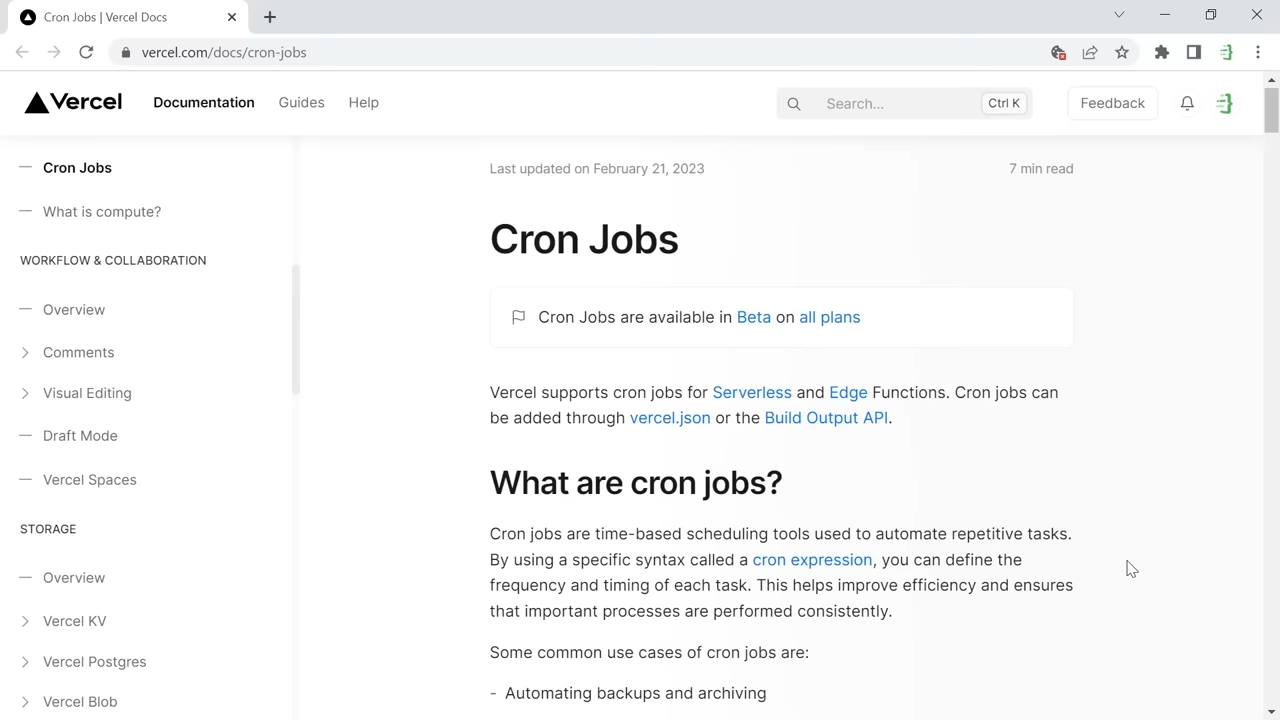 Cron Jobs | Vercel Docs
vercel.com/docs/cron-jobs
Vercel
Documentation
Guides
Help
Search...
Ctrl K
Feedback
Cron Jobs
What is compute?
WORKFLOW & COLLABORATION
Overview
Comments
Visual Editing
Draft Mode
Vercel Spaces
STORAGE
Overview
Vercel KV
Vercel Postgres
Vercel Blob
Last updated on February 21, 2023
7 min read
Cron Jobs
Cron Jobs are available in Beta on all plans
Vercel supports cron jobs for Serverless and Edge Functions. Cron jobs can
be added through vercel.json or the Build Output API.
What are cron jobs?
Cron jobs are time-based scheduling tools used to automate repetitive tasks.
By using a specific syntax called a cron expression, you can define the
frequency and timing of each task. This helps improve efficiency and ensures
that important processes are performed consistently.
Some common use cases of cron jobs are:
- Automating backups and archiving